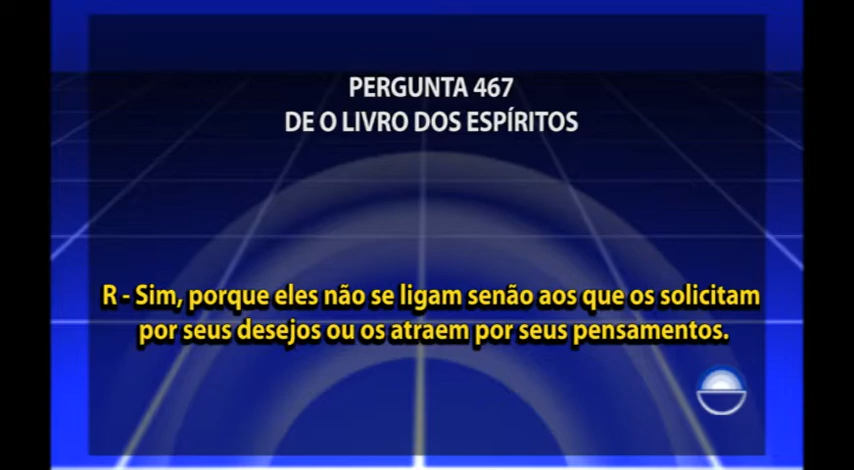 PERGUNTA 467
DE O LIVRO DOS ESPÍRITOS
R - Sim, porque eles não se ligam senão aos que os solicitam
por seus desejos ou os atraem por seus pensamentos.